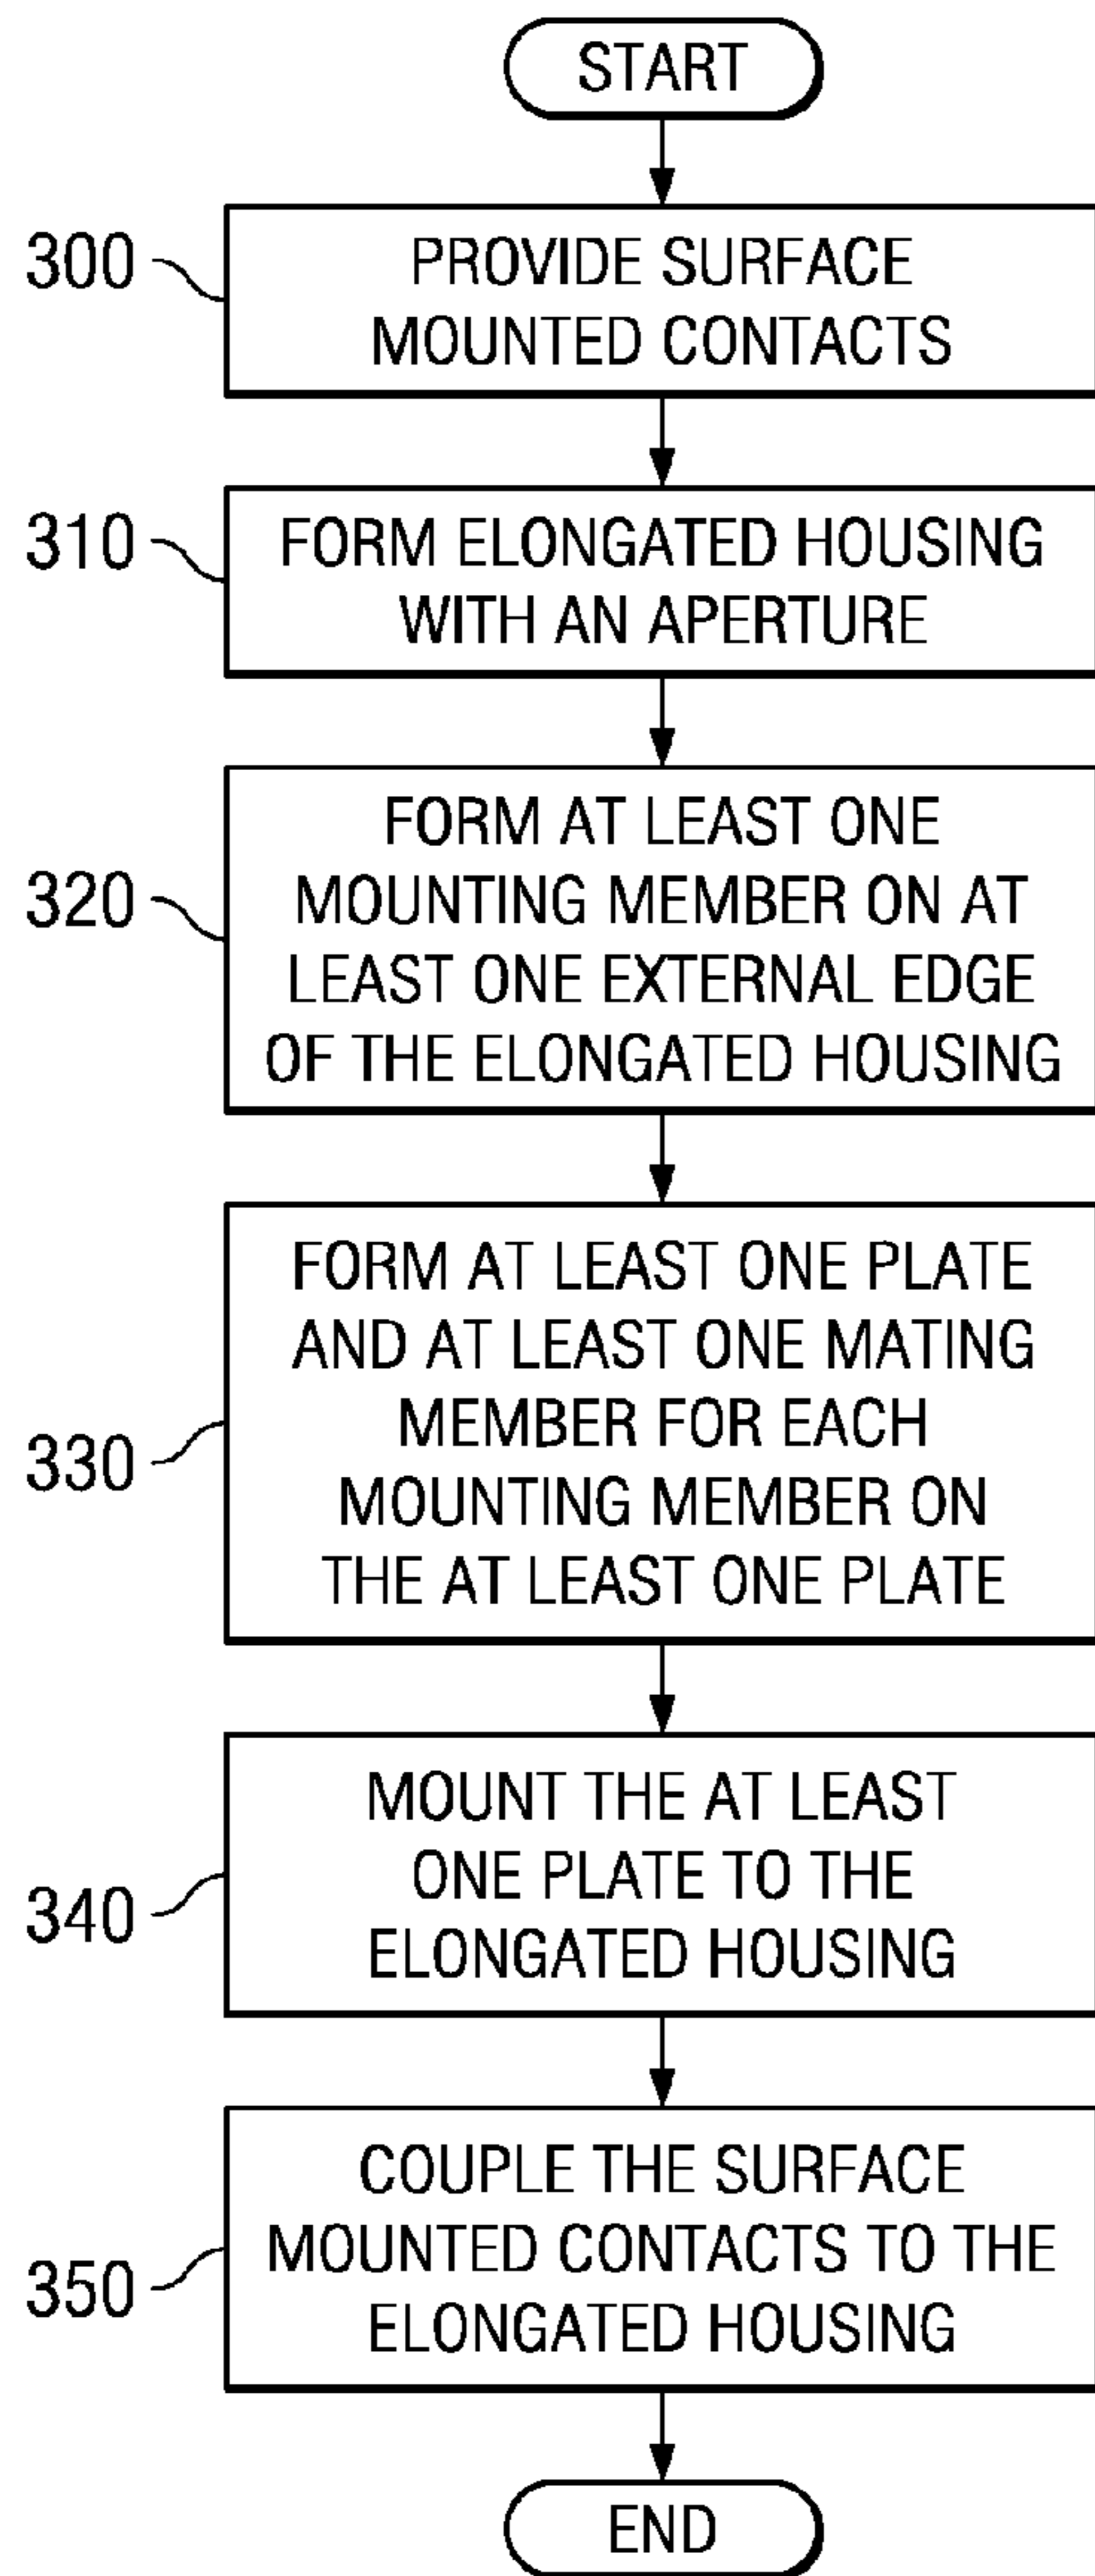 START
300
PROVIDE SURFACE
MOUNTED CONTACTS
310
FORM ELONGATED HOUSING
WITH AN APERTURE
320
FORM AT LEAST ONE
MOUNTING MEMBER ON AT
LEAST ONE EXTERNAL EDGE
OF THE ELONGATED HOUSING
330
FORM AT LEAST ONE PLATE
AND AT LEAST ONE MATING
MEMBER FOR EACH
MOUNTING MEMBER ON
THE AT LEAST ONE PLATE
340
MOUNT THE AT LEAST
ONE PLATE TO THE
ELONGATED HOUSING
350
COUPLE THE SURFACE
MOUNTED CONTACTS TO THE
ELONGATED HOUSING
END